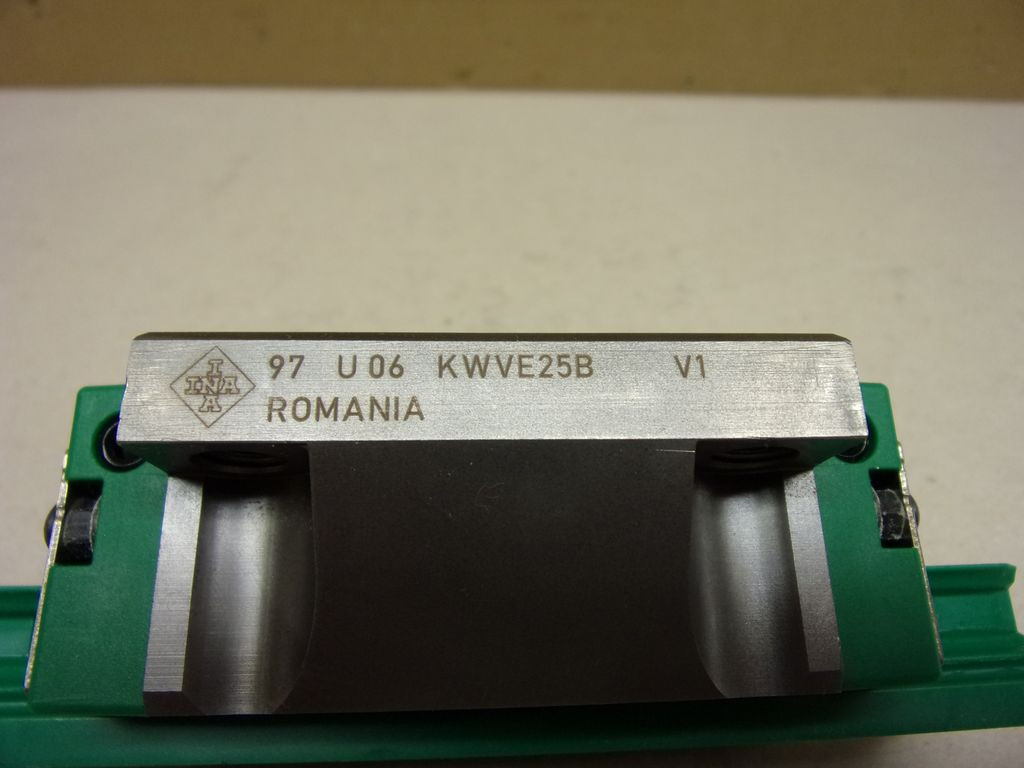 INA 97 U 06 KWVE25B V1
ROMANIA